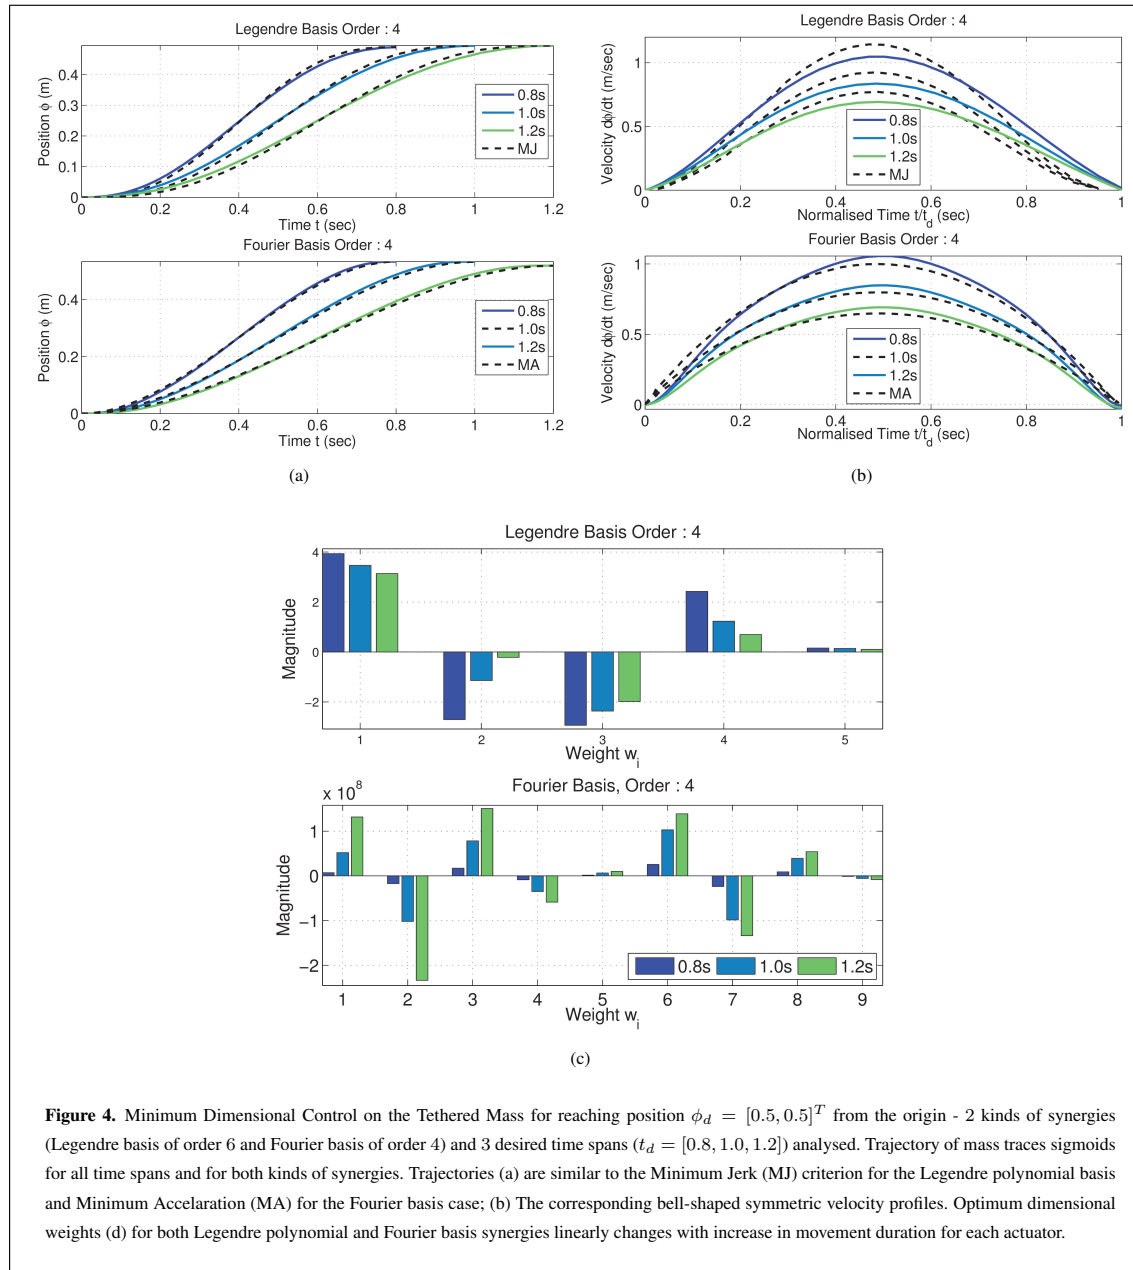 Legendre Basis Order : 4
Position ϕ (m)
0.4
0.3
0.2
0.1
0
0 0.2 0.4 0.6 0.8 1.0 1.2
Time t (sec)
0.8s
1.0s
1.2s
MJ
Fourier Basis Order : 4
Position ϕ (m)
0.4
0.2
0
0 0.2 0.4 0.6 0.8 1.0 1.2
Time t (sec)
0.8s
1.0s
1.2s
MA
(a)
Legendre Basis Order : 4
Velocity dϕ/dt (m/sec)
1
0.5
0
0 0.2 0.4 0.6 0.8 1
Normalised Time t/t_d (sec)
0.8s
1.0s
1.2s
MJ
Fourier Basis Order : 4
Velocity dϕ/dt (m/sec)
1
0.5
0
0 0.2 0.4 0.6 0.8 1
Normalised Time t/t_d (sec)
0.8s
1.0s
1.2s
MA
(b)
Legendre Basis Order : 4
Magnitude
4
2
0
−2
1 2 3 4 5
Weight w_i
Fourier Basis, Order : 4
x 10^8
Magnitude
1
0
−1
−2
0.8s 1.0s 1.2s
1 2 3 4 5 6 7 8 9
Weight w_i
(c)
Figure 4. Minimum Dimensional Control on the Tethered Mass for reaching position ϕ_d = [0.5, 0.5]^T from the origin - 2 kinds of synergies
(Legendre basis of order 6 and Fourier basis of order 4) and 3 desired time spans (t_d = [0.8, 1.0, 1.2]) analysed. Trajectory of mass traces sigmoids
for all time spans and for both kinds of synergies. Trajectories (a) are similar to the Minimum Jerk (MJ) criterion for the Legendre polynomial basis
and Minimum Accelaration (MA) for the Fourier basis case; (b) The corresponding bell-shaped symmetric velocity profiles. Optimum dimensional
weights (d) for both Legendre polynomial and Fourier basis synergies linearly changes with increase in movement duration for each actuator.